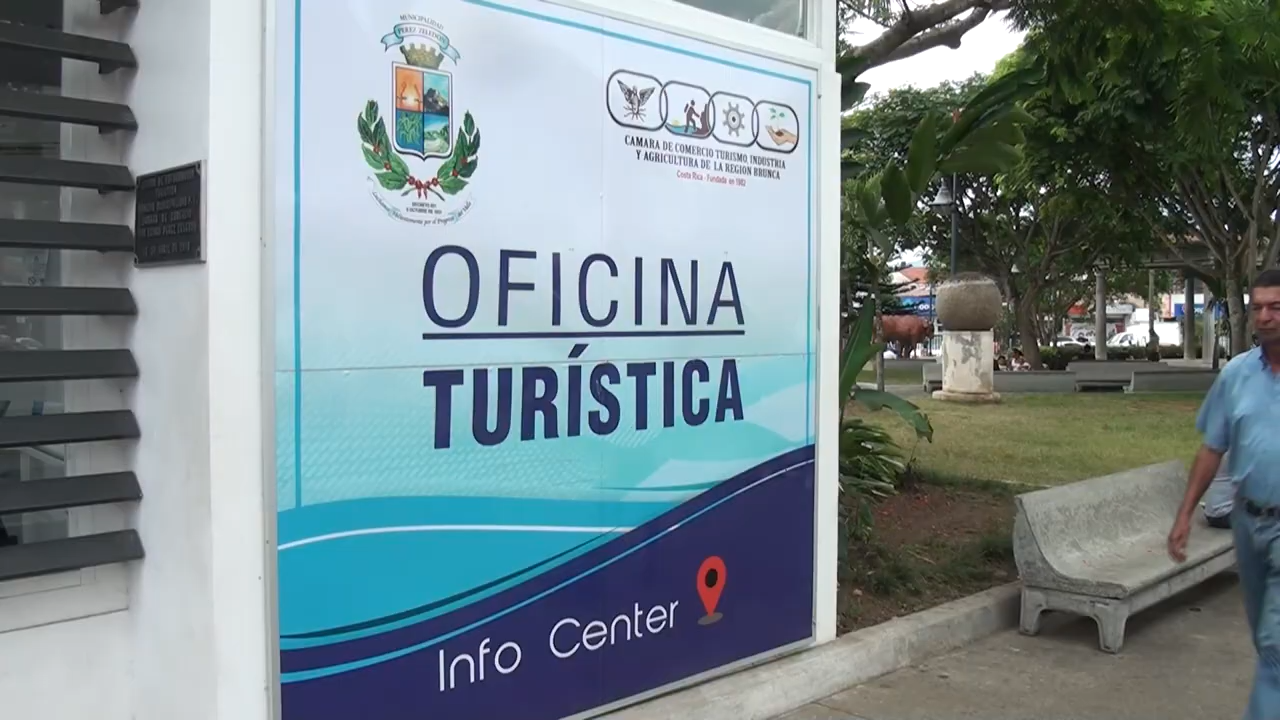 MUNICIPALIDAD
PEREZ ZELEDON
CAMARA DE COMERCIO TURISMO, INDUSTRIA
Y AGRICULTURA DE LA REGION BRUNCA
Costa Rica - Fundada en 1982
OFICINA
TURÍSTICA
Info Center